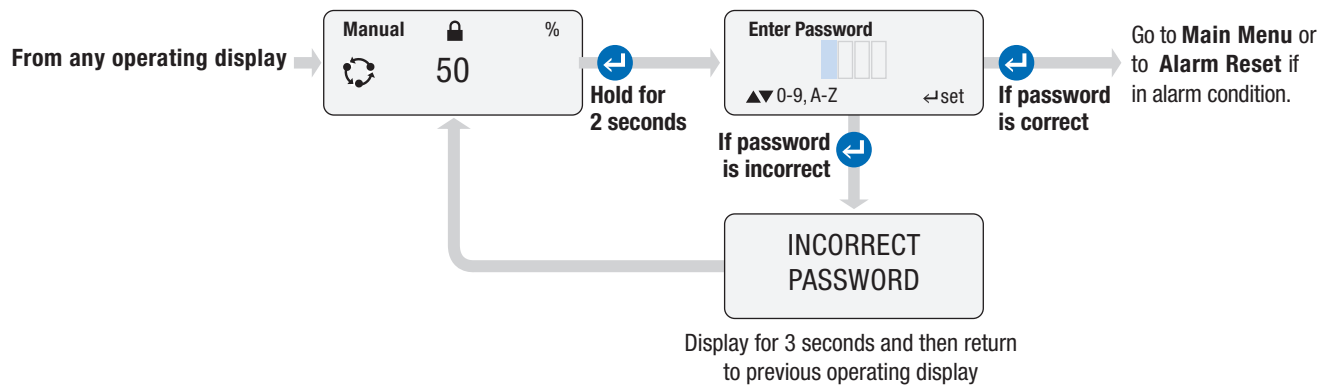 From any operating display
Manual %
50
Hold for
2 seconds
Enter Password
▲▼ 0-9, A-Z ↵set
If password
is correct
Go to Main Menu or
to Alarm Reset if
in alarm condition.
If password
is incorrect
INCORRECT
PASSWORD
Display for 3 seconds and then return
to previous operating display